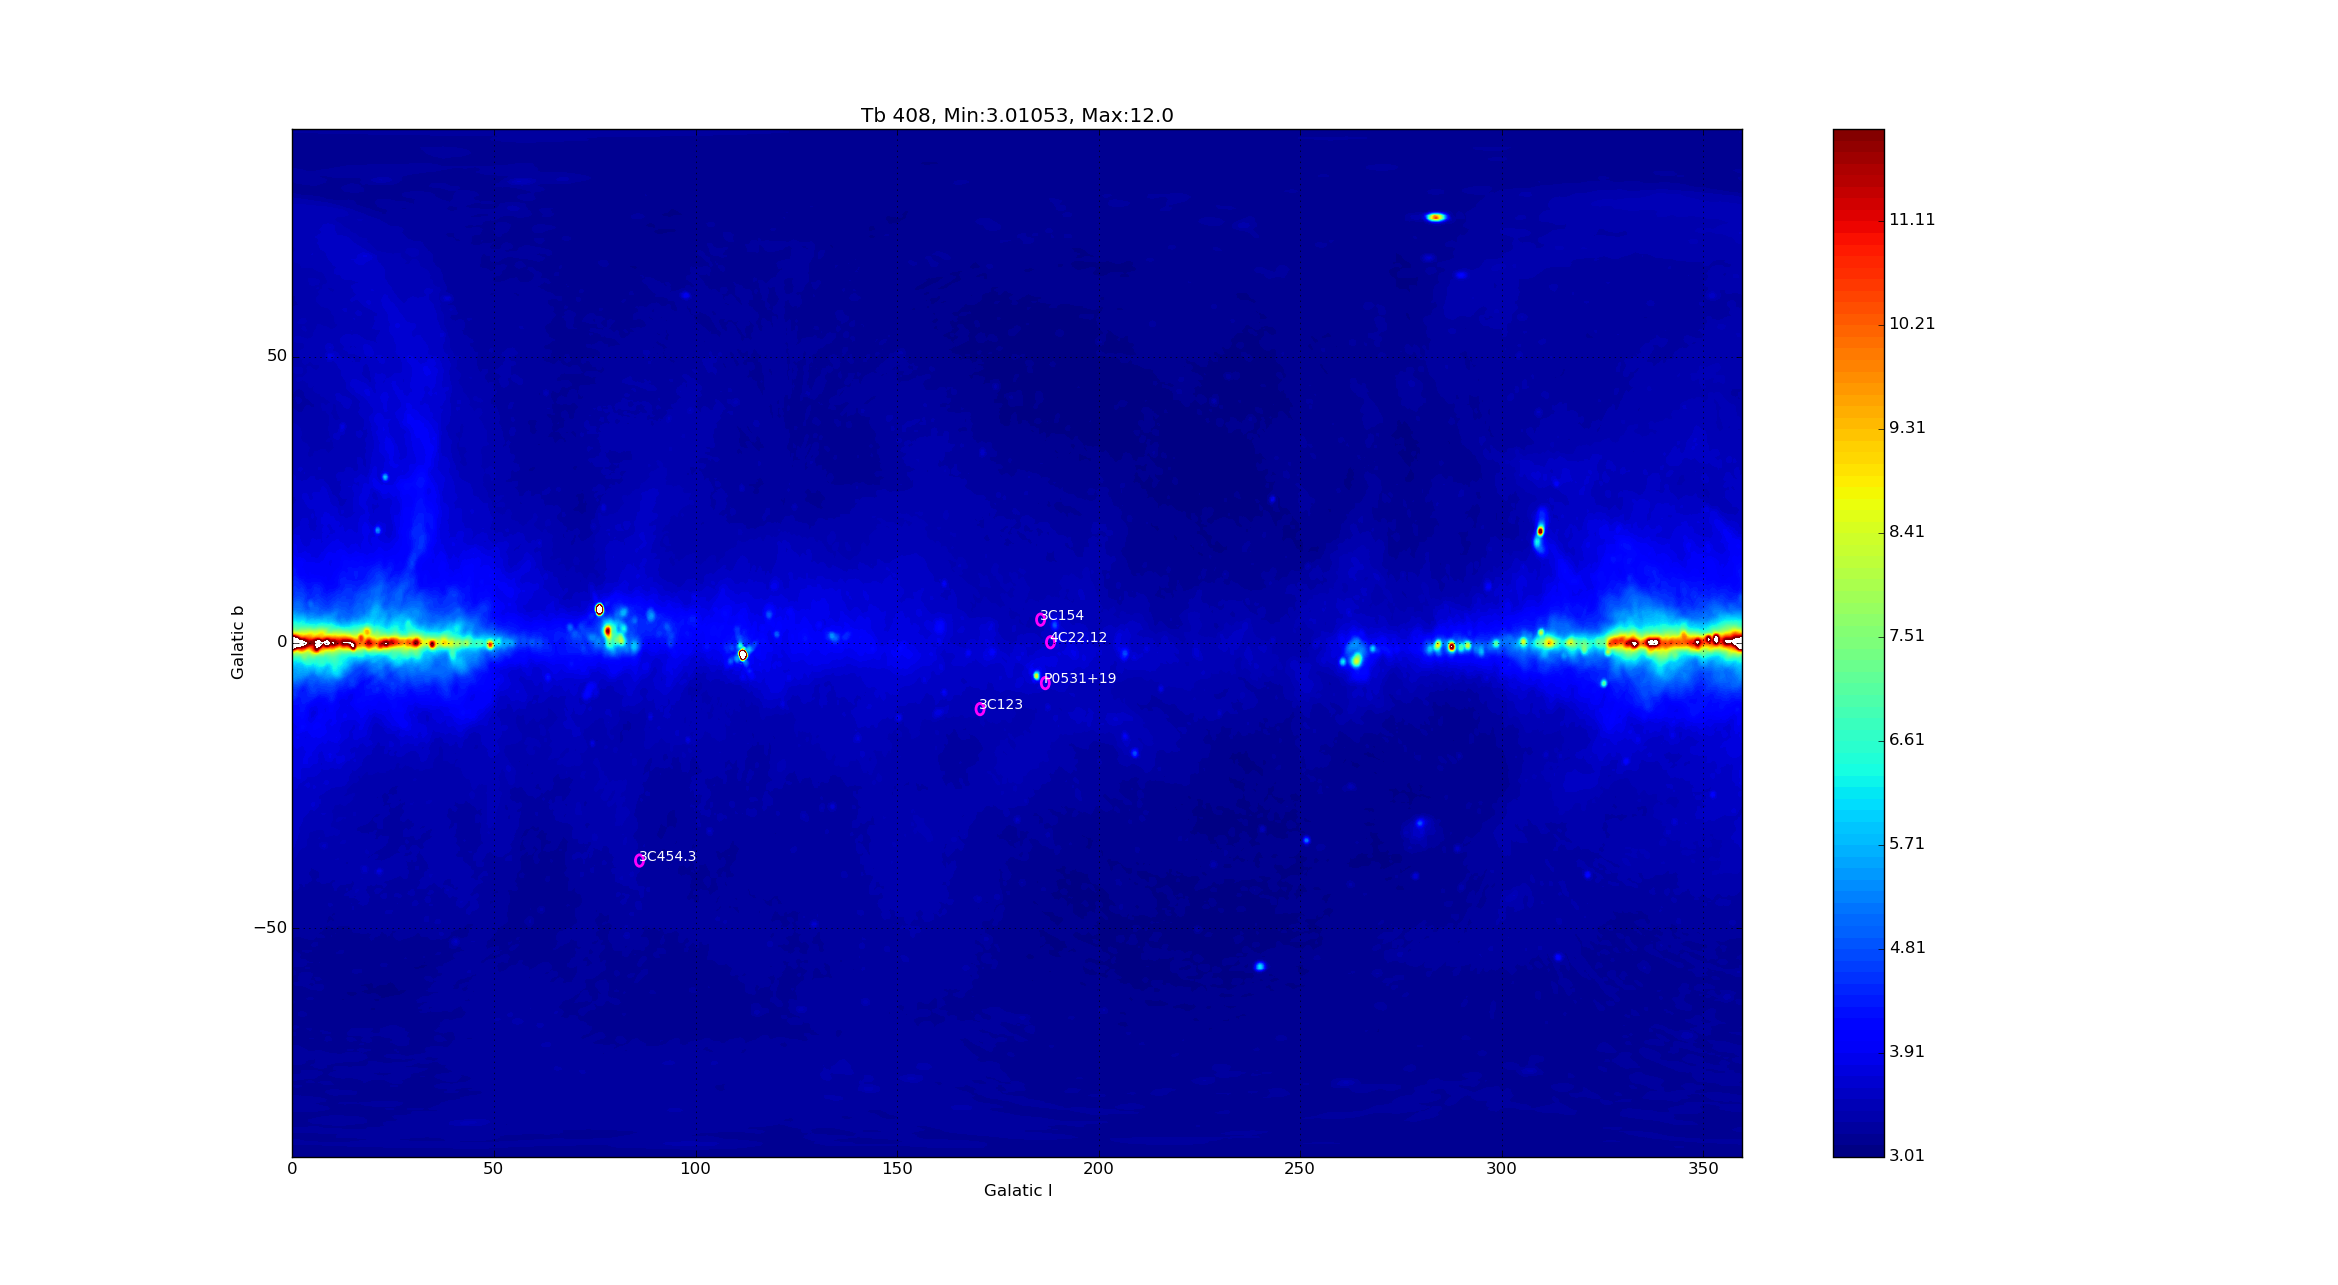 Tb 408, Min:3.01053, Max:12.0
11.11
10.21
50
9.31
8.41
3C154
7.51
0
4C22.12
Galatic b
P0531+19
3C123
6.61
5.71
3C454.3
−50
4.81
3.91
3.01
0
50
100
150
200
250
300
350
Galatic l